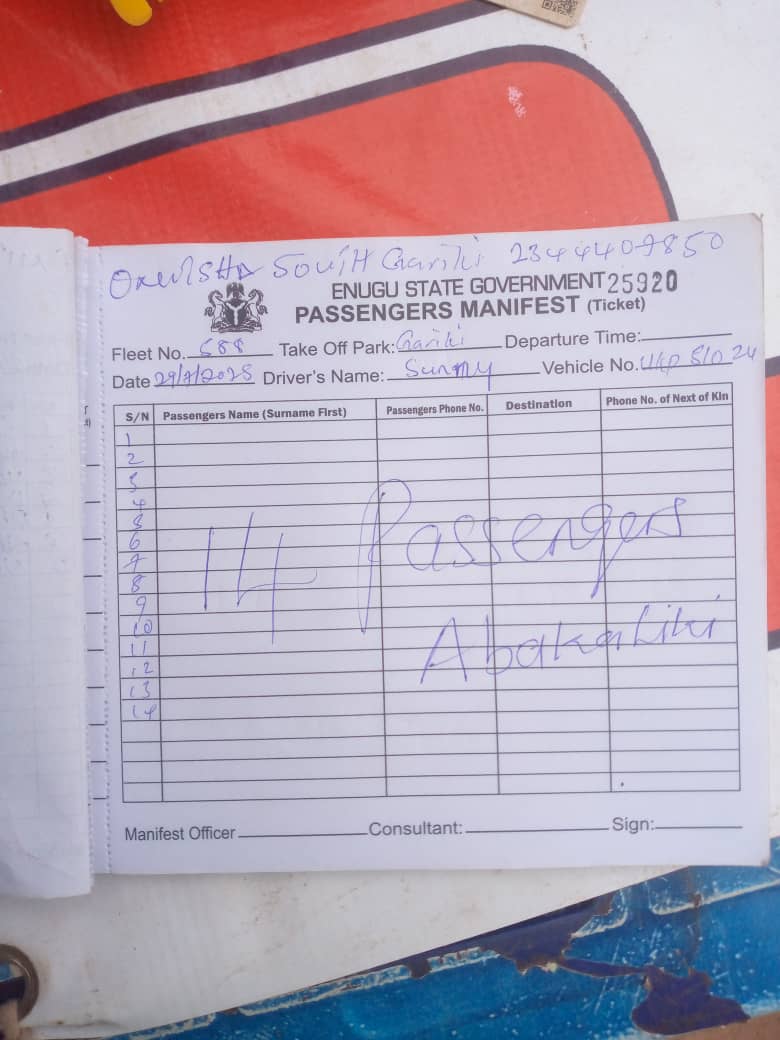 SOUTH Gariki 2344409850
ENUGU STATE GOVERNMENT 25920
PASSENGERS MANIFEST (Ticket)
Fleet No. 588 Take Off Park: Gariki Departure Time:
Date 29/7/2025 Driver's Name: Sunny Vehicle No.
S/N Passengers Name (Surname First) Passengers Phone No. Destination Phone No. of Next of Kin
1
2
3
4
5
6
7
8
9
10
11
12
13
14
14 Passengers
Abakaliki
Manifest Officer Consultant: Sign: